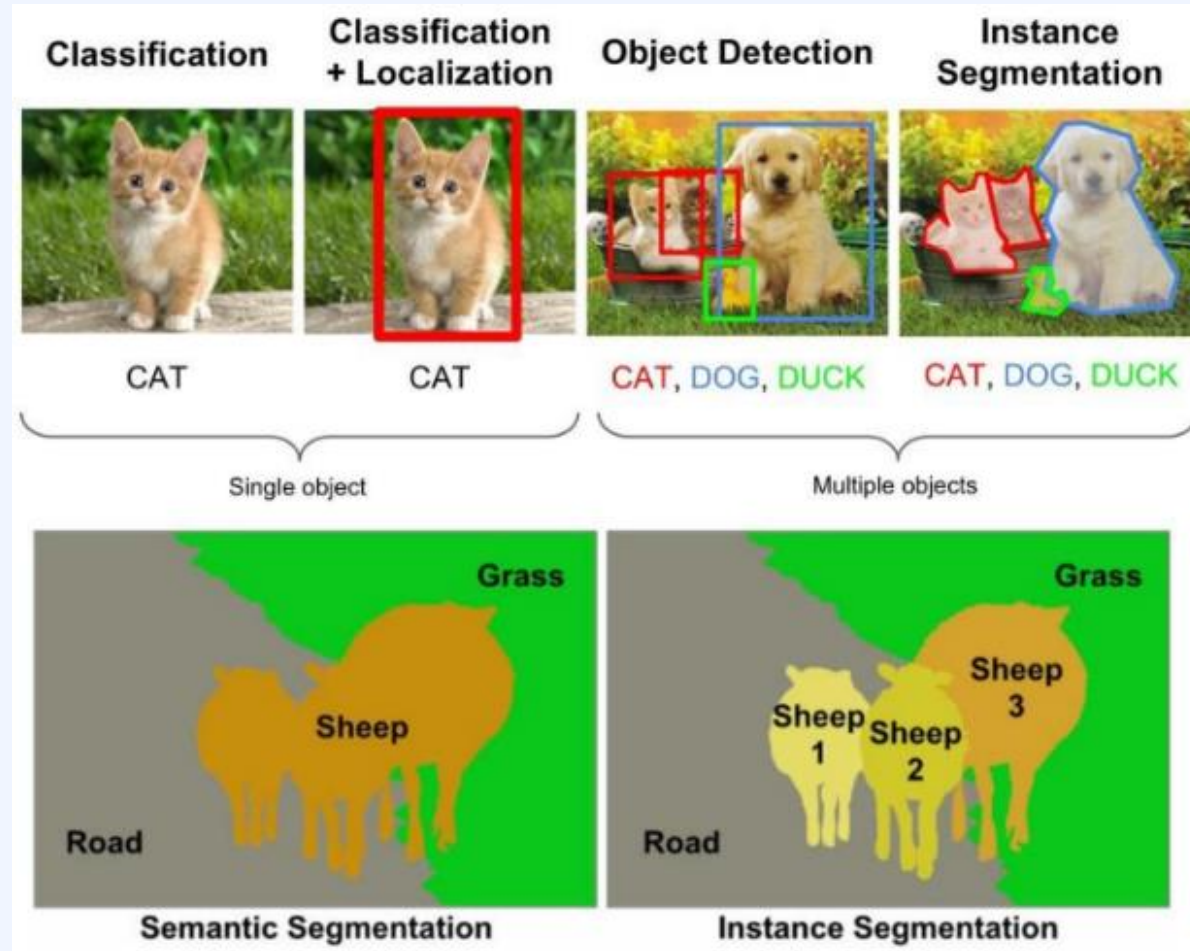 Classification
Classification
+ Localization
Object Detection
Instance
Segmentation
CAT
CAT
CAT, DOG, DUCK
CAT, DOG, DUCK
Single object
Multiple objects
Grass
Sheep
Road
Grass
Sheep
1
Sheep
2
Sheep
3
Road
Semantic Segmentation
Instance Segmentation